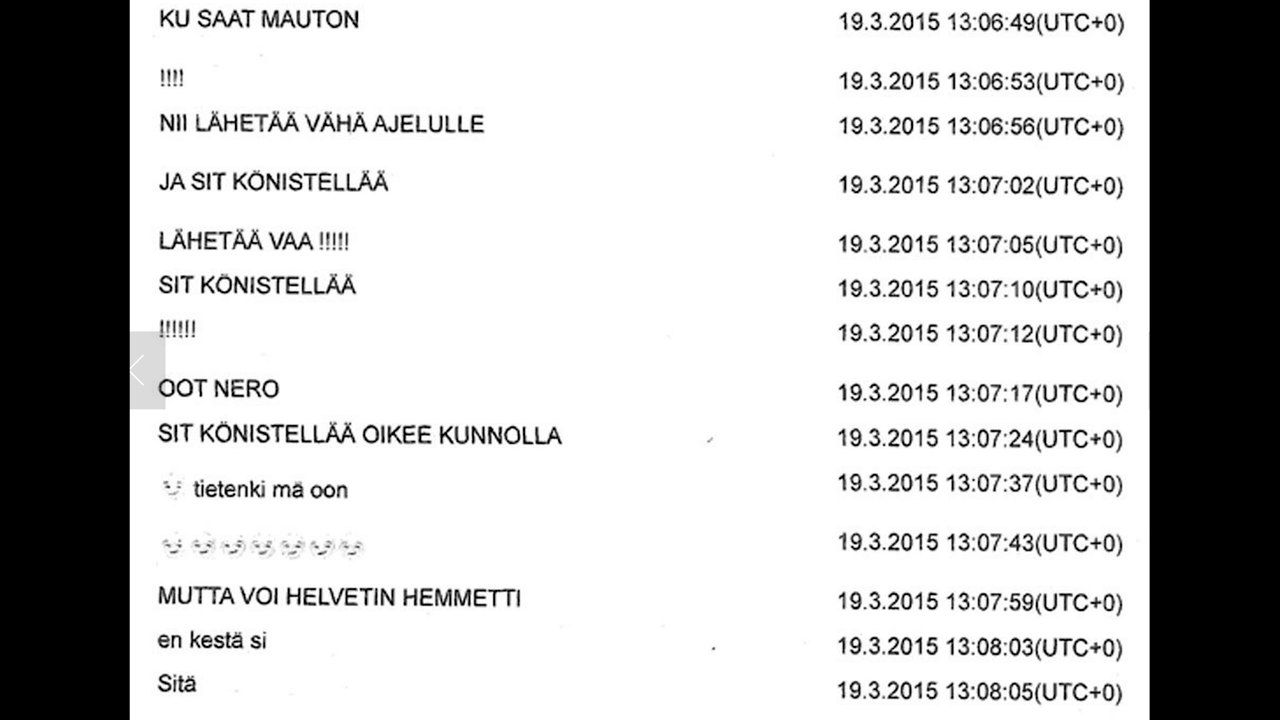 KU SAAT MAUTON 19.3.2015 13:06:49(UTC+0)
!!!! 19.3.2015 13:06:53(UTC+0)
NII LÄHETÄÄ VÄHÄ AJELULLE 19.3.2015 13:06:56(UTC+0)
JA SIT KÖNISTELLÄÄ 19.3.2015 13:07:02(UTC+0)
LÄHETÄÄ VAA !!!!! 19.3.2015 13:07:05(UTC+0)
SIT KÖNISTELLÄÄ 19.3.2015 13:07:10(UTC+0)
!!!!!! 19.3.2015 13:07:12(UTC+0)
OOT NERO 19.3.2015 13:07:17(UTC+0)
SIT KÖNISTELLÄÄ OIKEE KUNNOLLA 19.3.2015 13:07:24(UTC+0)
tietenki mä oon 19.3.2015 13:07:37(UTC+0)
19.3.2015 13:07:43(UTC+0)
MUTTA VOI HELVETIN HEMMETTI 19.3.2015 13:07:59(UTC+0)
en kestä si 19.3.2015 13:08:03(UTC+0)
Sitä 19.3.2015 13:08:05(UTC+0)